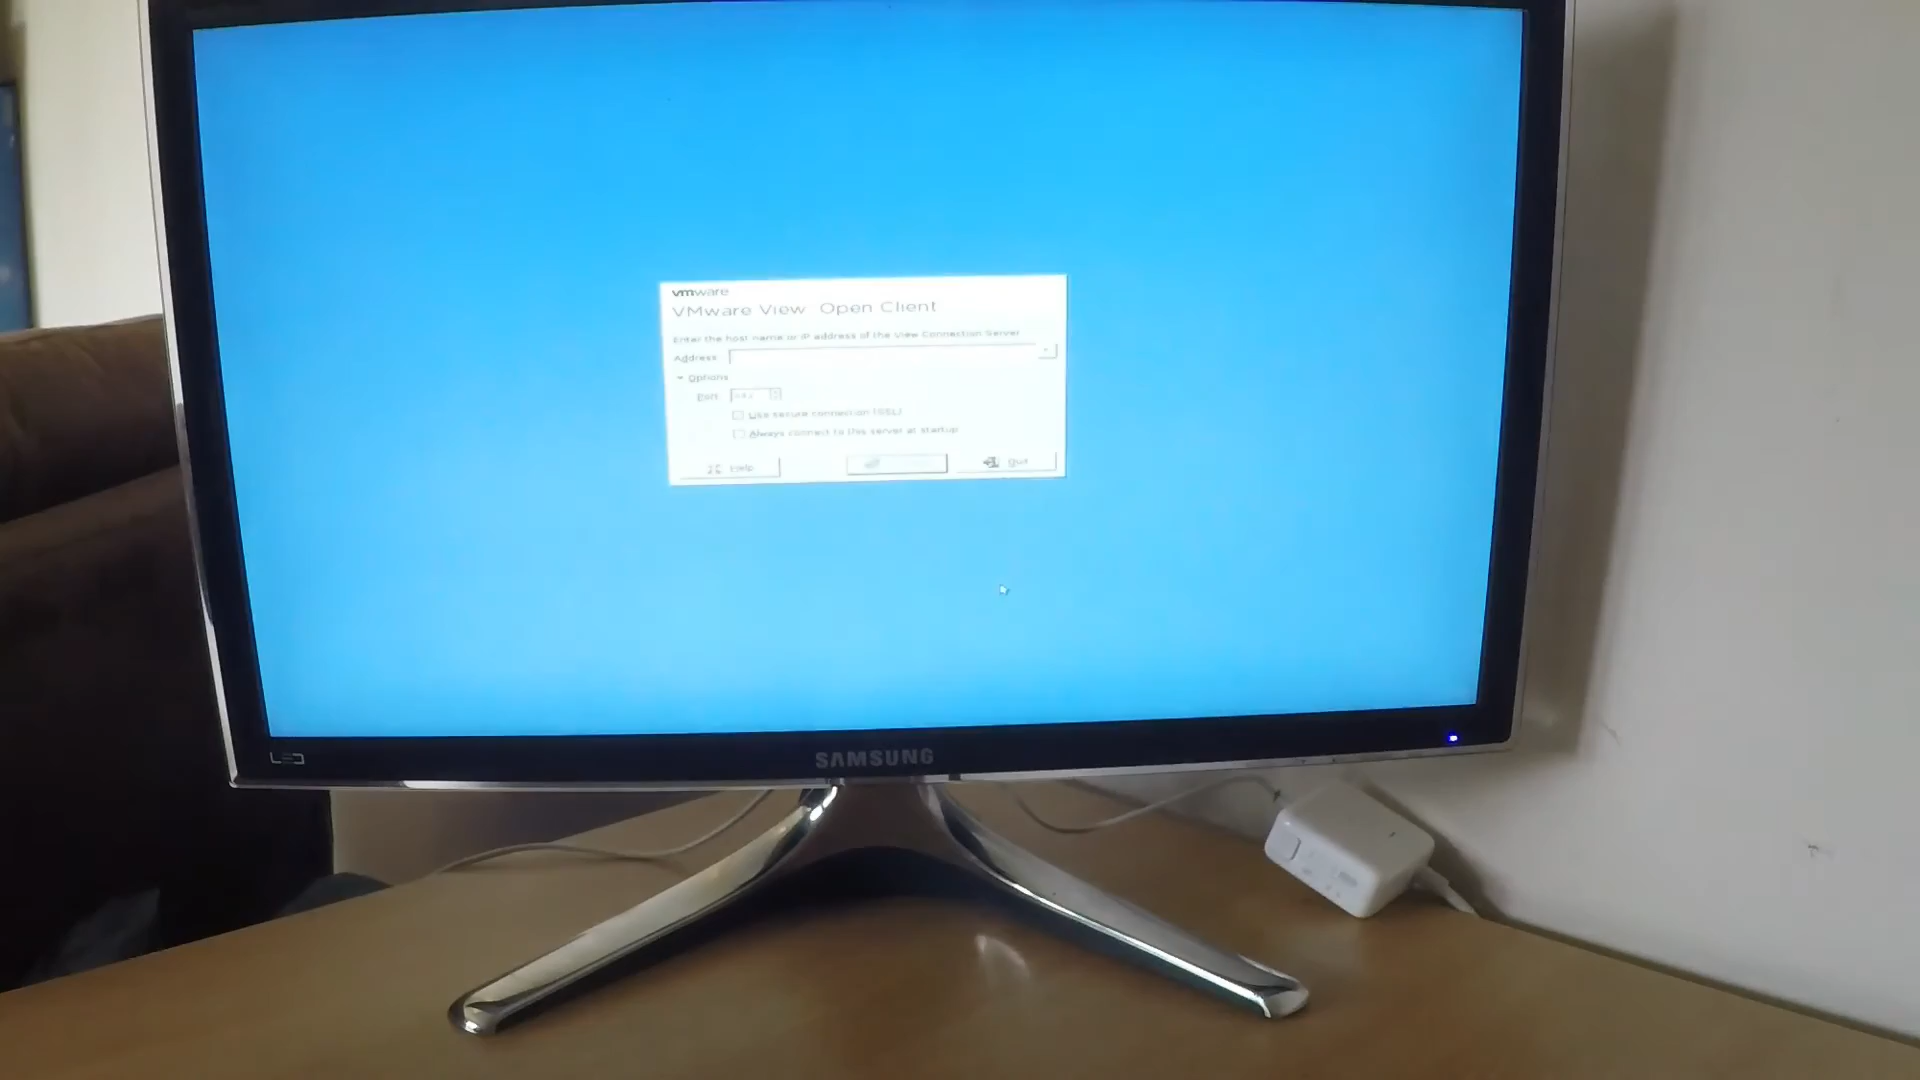 vmware
VMware View Open Client
Enter the host name or IP address of the View Connection Server
Address
Options
Port
Use secure connection (SSL)
Always connect to this server at startup
Help
Quit
LED
SAMSUNG